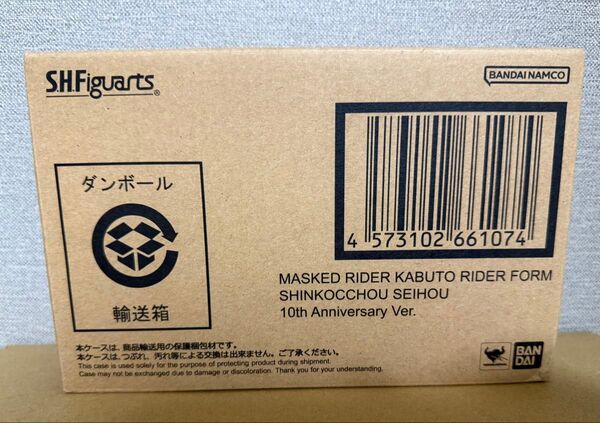 S.H.Figuarts®
BANDAI NAMCO
ダンボール
輸送箱
4 573102 661074
MASKED RIDER KABUTO RIDER FORM
SHINKOCCHOU SEIHOU
10th Anniversary Ver.
本ケースは、商品輸送用の保護梱包材です。
本ケースは、つぶれ、汚れ等による交換は出来ません。ご了承ください。
This case is used solely for the purpose of protecting product during shipment.
Case may not be exchanged due to damage or discoloration. Thank you for your understanding.
BAN
DAI